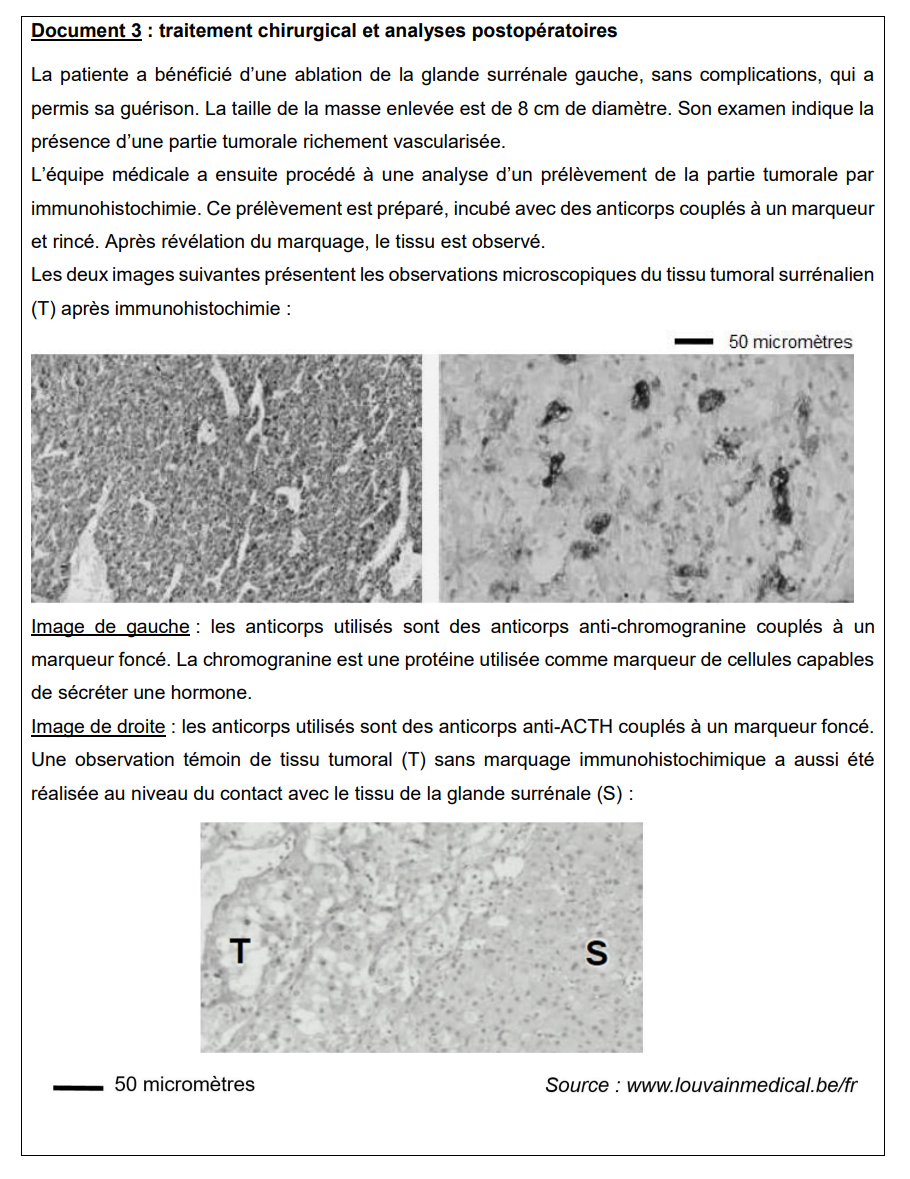 Document 3 : traitement chirurgical et analyses postopératoires
La patiente a bénéficié d’une ablation de la glande surrénale gauche, sans complications, qui a
permis sa guérison. La taille de la masse enlevée est de 8 cm de diamètre. Son examen indique la
présence d’une partie tumorale richement vascularisée.
L’équipe médicale a ensuite procédé à une analyse d’un prélèvement de la partie tumorale par
immunohistochimie. Ce prélèvement est préparé, incubé avec des anticorps couplés à un marqueur
et rincé. Après révélation du marquage, le tissu est observé.
Les deux images suivantes présentent les observations microscopiques du tissu tumoral surrénalien
(T) après immunohistochimie :
50 micromètres
Image de gauche : les anticorps utilisés sont des anticorps anti-chromogranine couplés à un
marqueur foncé. La chromogranine est une protéine utilisée comme marqueur de cellules capables
de sécréter une hormone.
Image de droite : les anticorps utilisés sont des anticorps anti-ACTH couplés à un marqueur foncé.
Une observation témoin de tissu tumoral (T) sans marquage immunohistochimique a aussi été
réalisée au niveau du contact avec le tissu de la glande surrénale (S) :
T S
50 micromètres Source : www.louvainmedical.be/fr